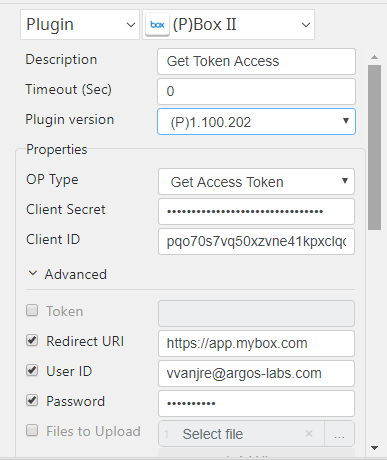 Plugin box (P)Box II
Description Get Token Access
Timeout (Sec) 0
Plugin version (P)1.100.202
Properties
OP Type Get Access Token
Client Secret ••••••••••••••••••••••••••••••••
Client ID pqo70s7vq50xzvne41kpxclqc
Advanced
Token
Redirect URI https://app.mybox.com
User ID vvanjre@argos-labs.com
Password ••••••••••
Files to Upload 1 Select file × ...